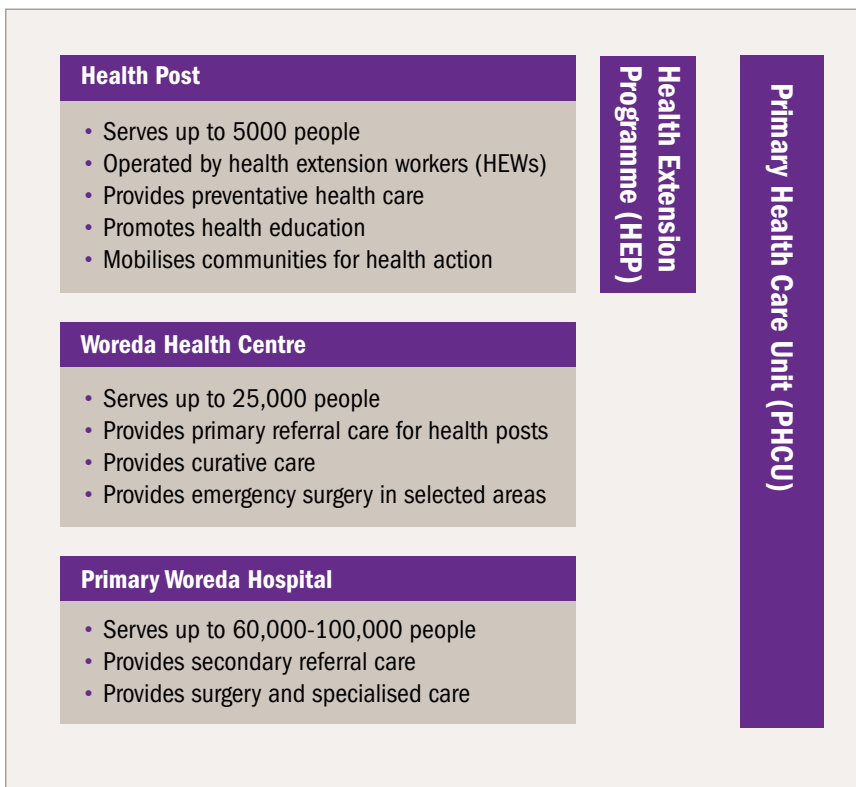 Health Post
• Serves up to 5000 people
• Operated by health extension workers (HEWs)
• Provides preventative health care
• Promotes health education
• Mobilises communities for health action
Health Extension
Programme (HEP)
Primary Health Care Unit (PHCU)
Woreda Health Centre
• Serves up to 25,000 people
• Provides primary referral care for health posts
• Provides curative care
• Provides emergency surgery in selected areas
Primary Woreda Hospital
• Serves up to 60,000-100,000 people
• Provides secondary referral care
• Provides surgery and specialised care